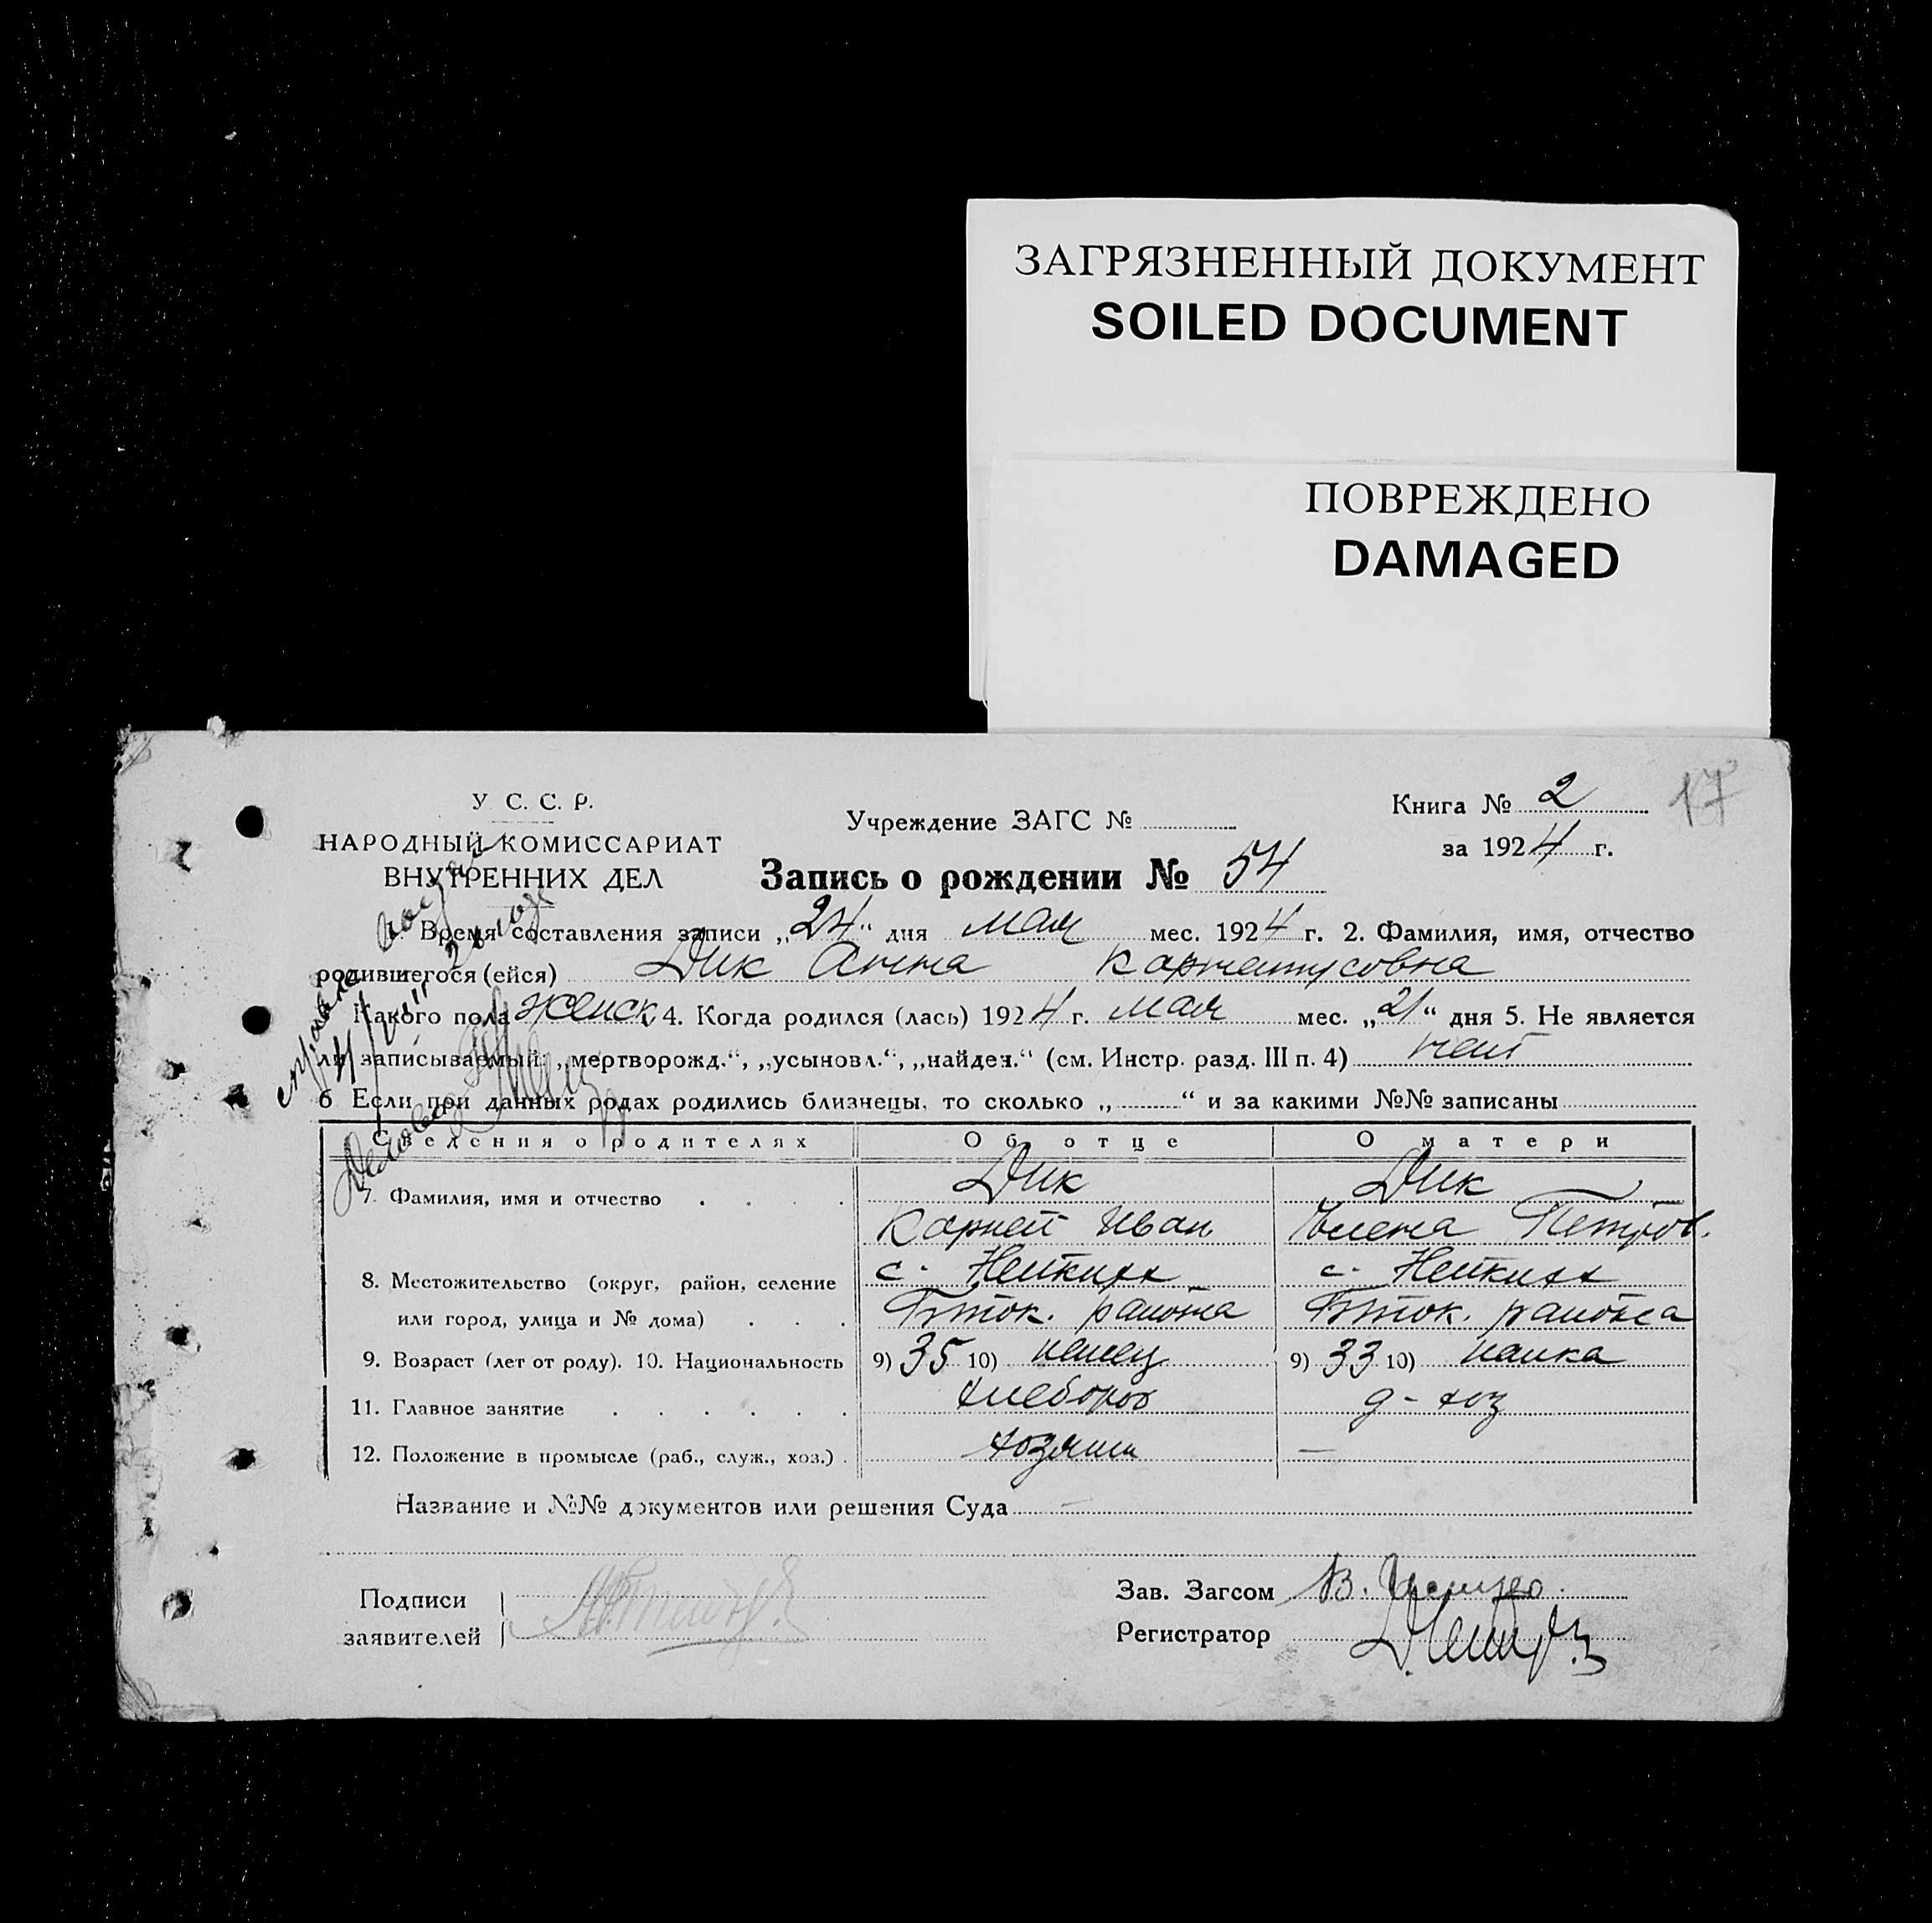 ЗАГРЯЗНЕННЫЙ ДОКУМЕНТ
SOILED DOCUMENT
ПОВРЕЖДЕНО
DAMAGED
17
У. С. С. Р.
НАРОДНЫЙ КОМИССАРИАТ
ВНУТРЕННИХ ДЕЛ
Учреждение ЗАГС №
Книга № 2
за 1924 г.
Запись о рождении № 54
Время составления записи „24“ дня мая мес. 1924 г. 2. Фамилия, имя, отчество
родившегося (ейся) Дик Анна Карнатусовна
Какого пола женск. 4. Когда родился (лась) 1924 г. мая мес. „21“ дня 5. Не является
ли записываемый: „мертворожд.“, „усыновл.“, „найден.“ (см. Инстр. разд. III п. 4) нет
6 Если при данных родах родились близнецы, то сколько „ “ и за какими №№ записаны
Сведения о родителях Об отце О матери
7. Фамилия, имя и отчество Дик Дик
Карней Иван Елена Петров.
8. Местожительство (округ, район, селение с. Нейкирх с. Нейкирх
или город, улица и № дома) района района
9. Возраст (лет от роду). 10. Национальность 9) 35 10) немец 9) 33 10) немка
11. Главное занятие хлебороб д-хоз
12. Положение в промысле (раб., служ., хоз.) хозяин —
Название и №№ документов или решения Суда —
Подписи
заявителей
Зав. Загсом В.
Регистратор